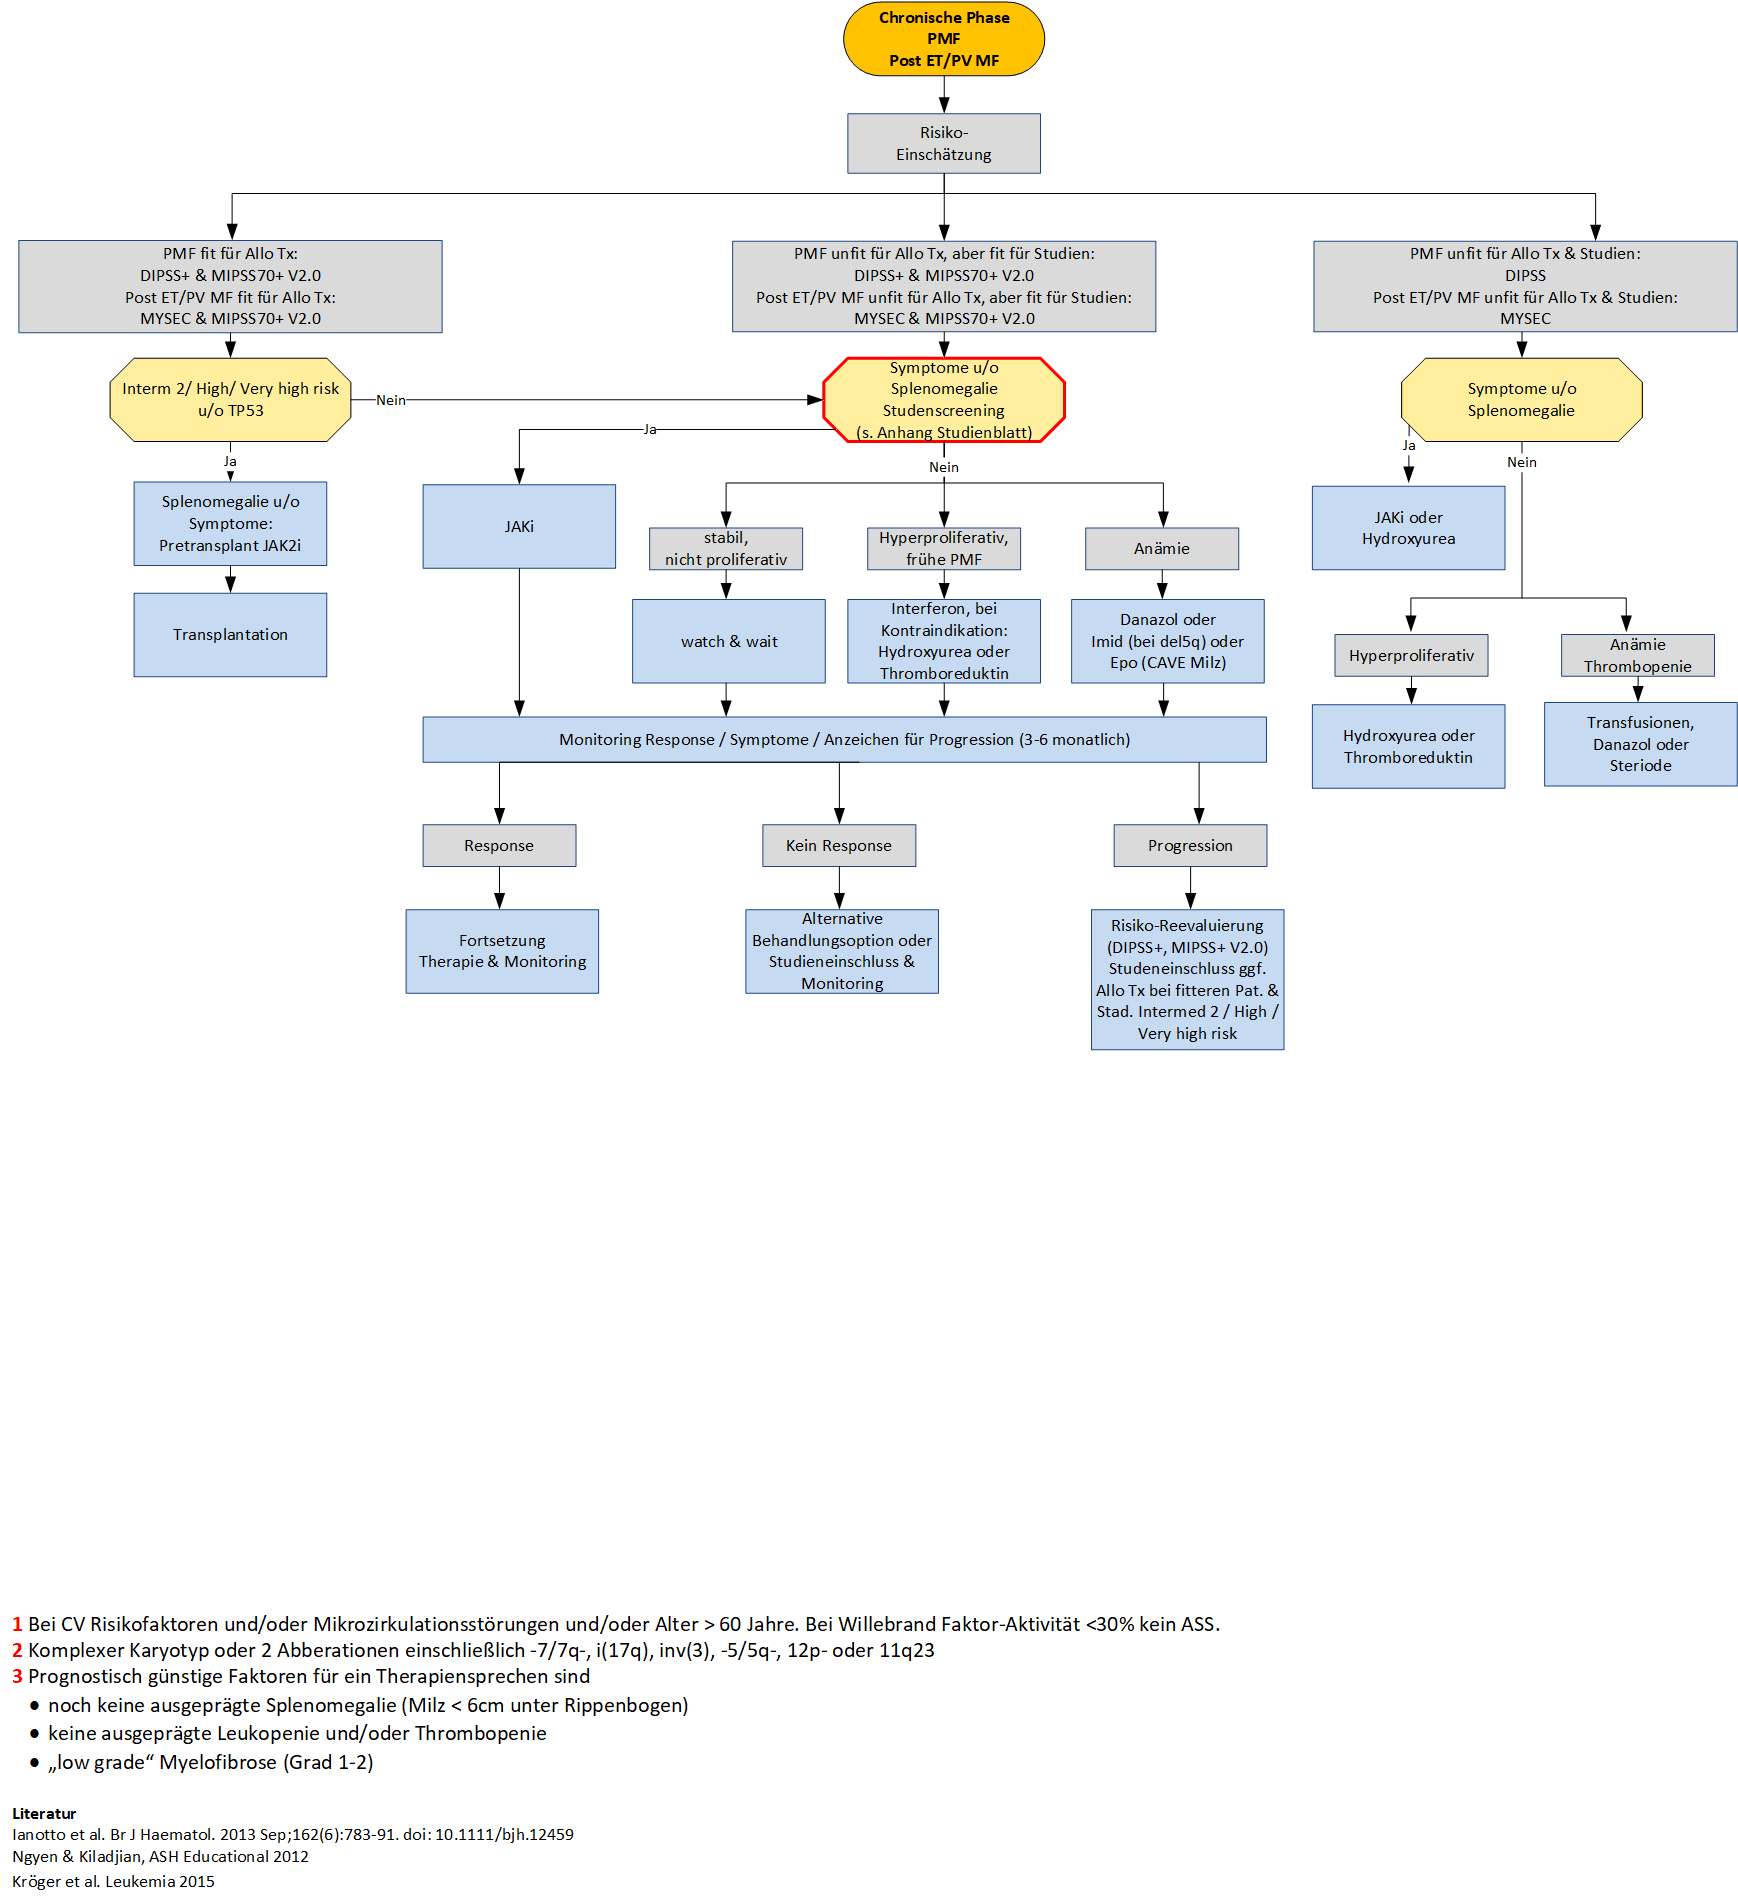 Chronische Phase
PMF
Post ET/PV MF
Risiko-
Einschätzung
PMF fit für Allo Tx:
DIPSS+ & MIPSS70+ V2.0
Post ET/PV MF fit für Allo Tx:
MYSEC & MIPSS70+ V2.0
PMF unfit für Allo Tx, aber fit für Studien:
DIPSS+ & MIPSS70+ V2.0
Post ET/PV MF unfit für Allo Tx, aber fit für Studien:
MYSEC & MIPSS70+ V2.0
PMF unfit für Allo Tx & Studien:
DIPSS
Post ET/PV MF unfit für Allo Tx & Studien:
MYSEC
Interm 2/ High/ Very high risk
u/o TP53
Nein
Symptome u/o
Splenomegalie
Studenscreening
(s. Anhang Studienblatt)
Symptome u/o
Splenomegalie
Ja
Ja
Nein
Ja
Nein
Splenomegalie u/o
Symptome:
Pretransplant JAK2i
Transplantation
JAKi
stabil,
nicht proliferativ
Hyperproliferativ,
frühe PMF
Anämie
JAKi oder
Hydroxyurea
watch & wait
Interferon, bei
Kontraindikation:
Hydroxyurea oder
Thromboreduktin
Danazol oder
Imid (bei del5q) oder
Epo (CAVE Milz)
Hyperproliferativ
Anämie
Thrombopenie
Hydroxyurea oder
Thromboreduktin
Transfusionen,
Danazol oder
Steriode
Monitoring Response / Symptome / Anzeichen für Progression (3-6 monatlich)
Response
Kein Response
Progression
Fortsetzung
Therapie & Monitoring
Alternative
Behandlungsoption oder
Studieneinschluss &
Monitoring
Risiko-Reevaluierung
(DIPSS+, MIPSS+ V2.0)
Studeneinschluss ggf.
Allo Tx bei fitteren Pat. &
Stad. Intermed 2 / High /
Very high risk
1 Bei CV Risikofaktoren und/oder Mikrozirkulationsstörungen und/oder Alter > 60 Jahre. Bei Willebrand Faktor-Aktivität <30% kein ASS.
2 Komplexer Karyotyp oder 2 Abberationen einschließlich -7/7q-, i(17q), inv(3), -5/5q-, 12p- oder 11q23
3 Prognostisch günstige Faktoren für ein Therapiensprechen sind
● noch keine ausgeprägte Splenomegalie (Milz < 6cm unter Rippenbogen)
● keine ausgeprägte Leukopenie und/oder Thrombopenie
● „low grade“ Myelofibrose (Grad 1-2)
Literatur
Ianotto et al. Br J Haematol. 2013 Sep;162(6):783-91. doi: 10.1111/bjh.12459
Ngyen & Kiladjian, ASH Educational 2012
Kröger et al. Leukemia 2015